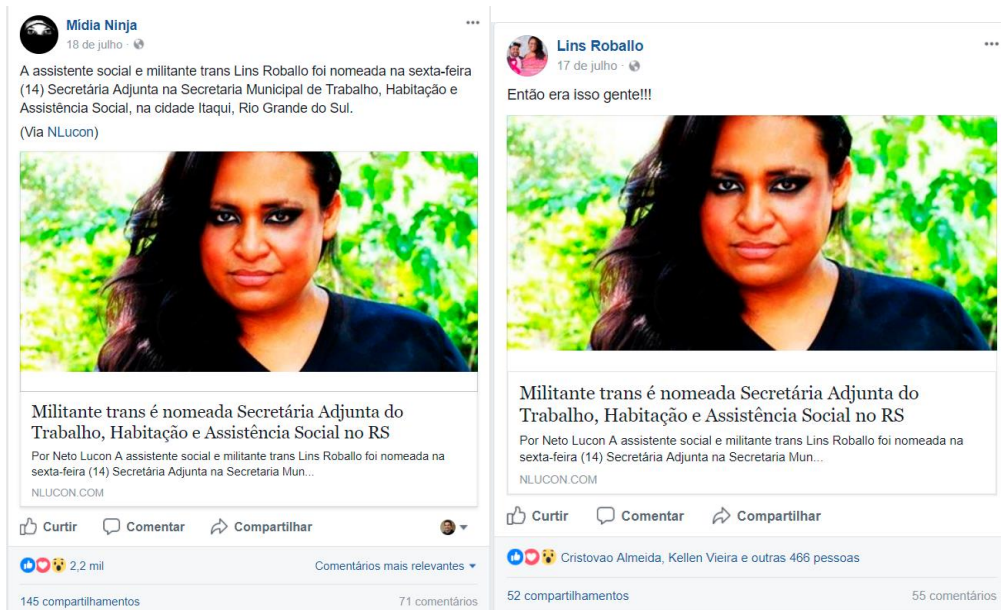 Mídia Ninja
18 de julho ·
A assistente social e militante trans Lins Roballo foi nomeada na sexta-feira
(14) Secretária Adjunta na Secretaria Municipal de Trabalho, Habitação e
Assistência Social, na cidade Itaqui, Rio Grande do Sul.
(Via NLucon)
Militante trans é nomeada Secretária Adjunta do
Trabalho, Habitação e Assistência Social no RS
Por Neto Lucon A assistente social e militante trans Lins Roballo foi nomeada na
sexta-feira (14) Secretária Adjunta na Secretaria Mun...
NLUCON.COM
Curtir Comentar Compartilhar
2,2 mil Comentários mais relevantes
145 compartilhamentos 71 comentários
Lins Roballo
17 de julho ·
Então era isso gente!!!
Militante trans é nomeada Secretária Adjunta do
Trabalho, Habitação e Assistência Social no RS
Por Neto Lucon A assistente social e militante trans Lins Roballo foi nomeada na
sexta-feira (14) Secretária Adjunta na Secretaria Mun...
NLUCON.COM
Curtir Comentar Compartilhar
Cristovao Almeida, Kellen Vieira e outras 466 pessoas
52 compartilhamentos 55 comentários